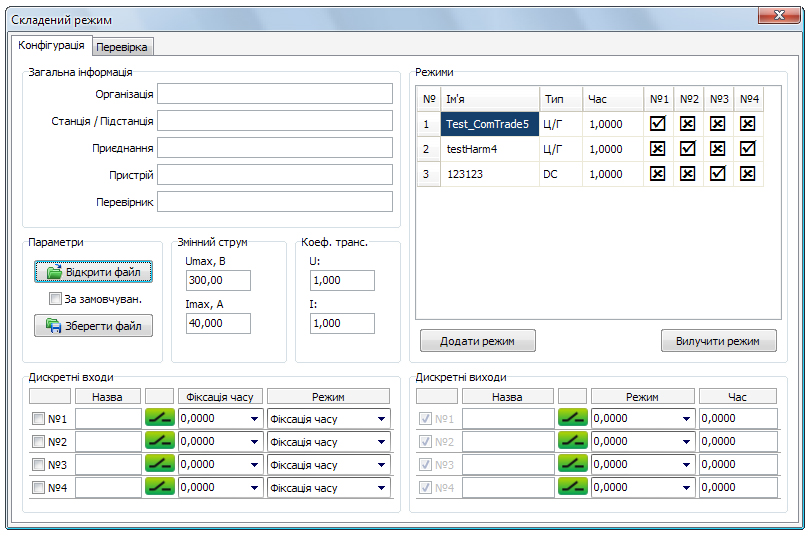 Складений режим
Конфігурація Перевірка
Загальна інформація
Організація
Станція / Підстанція
Приєднання
Пристрій
Перевірник
Режими
№ Ім'я Тип Час №1 №2 №3 №4
1 Test_ComTrade5 Ц/Г 1,0000
2 testHarm4 Ц/Г 1,0000
3 123123 DC 1,0000
Додати режим Вилучити режим
Параметри
Відкрити файл
За замовчуван.
Зберегти файл
Змінний струм
Umax, В
300,00
Imax, А
40,000
Коеф. транс.
U:
1,000
I:
1,000
Дискретні входи
Назва Фіксація часу Режим
№1 0,0000 Фіксація часу
№2 0,0000 Фіксація часу
№3 0,0000 Фіксація часу
№4 0,0000 Фіксація часу
Дискретні виходи
Назва Режим Час
№1 0,0000 0,0000
№2 0,0000 0,0000
№3 0,0000 0,0000
№4 0,0000 0,0000